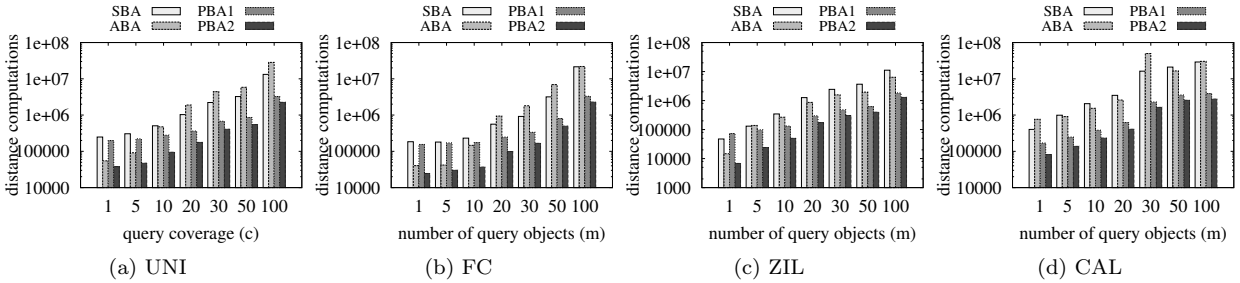 SBA PBA1
ABA PBA2
distance computations
1e+08
1e+07
1e+06
100000
10000
1 5 10 20 30 50 100
query coverage (c)
(a) UNI
SBA PBA1
ABA PBA2
distance computations
1e+08
1e+07
1e+06
100000
10000
1 5 10 20 30 50 100
number of query objects (m)
(b) FC
SBA PBA1
ABA PBA2
distance computations
1e+08
1e+07
1e+06
100000
10000
1000
1 5 10 20 30 50 100
number of query objects (m)
(c) ZIL
SBA PBA1
ABA PBA2
distance computations
1e+08
1e+07
1e+06
100000
10000
1 5 10 20 30 50 100
number of query objects (m)
(d) CAL